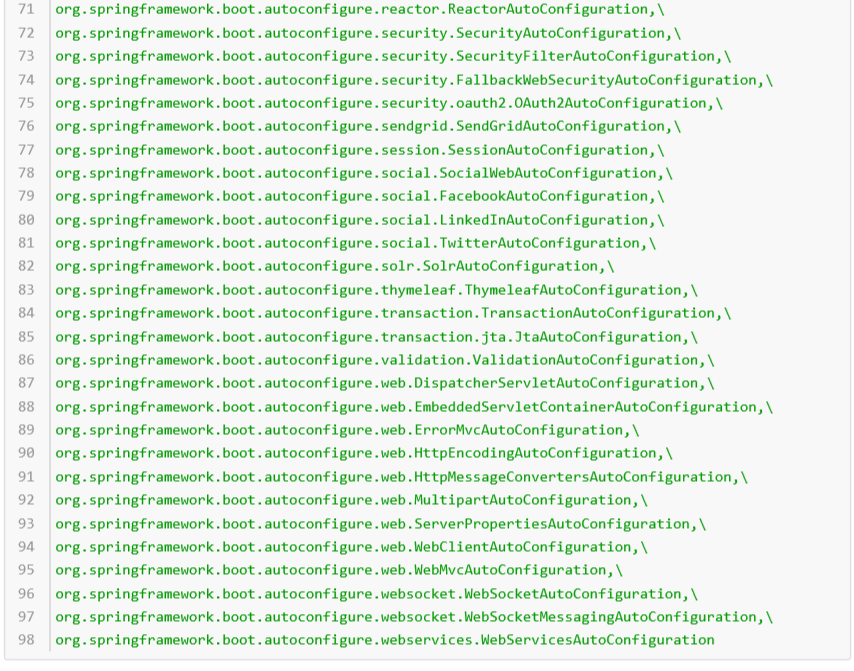 71 org.springframework.boot.autoconfigure.reactor.ReactorAutoConfiguration,\
72 org.springframework.boot.autoconfigure.security.SecurityAutoConfiguration,\
73 org.springframework.boot.autoconfigure.security.SecurityFilterAutoConfiguration,\
74 org.springframework.boot.autoconfigure.security.FallbackWebSecurityAutoConfiguration,\
75 org.springframework.boot.autoconfigure.security.oauth2.OAuth2AutoConfiguration,\
76 org.springframework.boot.autoconfigure.sendgrid.SendGridAutoConfiguration,\
77 org.springframework.boot.autoconfigure.session.SessionAutoConfiguration,\
78 org.springframework.boot.autoconfigure.social.SocialWebAutoConfiguration,\
79 org.springframework.boot.autoconfigure.social.FacebookAutoConfiguration,\
80 org.springframework.boot.autoconfigure.social.LinkedInAutoConfiguration,\
81 org.springframework.boot.autoconfigure.social.TwitterAutoConfiguration,\
82 org.springframework.boot.autoconfigure.solr.SolrAutoConfiguration,\
83 org.springframework.boot.autoconfigure.thymeleaf.ThymeleafAutoConfiguration,\
84 org.springframework.boot.autoconfigure.transaction.TransactionAutoConfiguration,\
85 org.springframework.boot.autoconfigure.transaction.jta.JtaAutoConfiguration,\
86 org.springframework.boot.autoconfigure.validation.ValidationAutoConfiguration,\
87 org.springframework.boot.autoconfigure.web.DispatcherServletAutoConfiguration,\
88 org.springframework.boot.autoconfigure.web.EmbeddedServletContainerAutoConfiguration,\
89 org.springframework.boot.autoconfigure.web.ErrorMvcAutoConfiguration,\
90 org.springframework.boot.autoconfigure.web.HttpEncodingAutoConfiguration,\
91 org.springframework.boot.autoconfigure.web.HttpMessageConvertersAutoConfiguration,\
92 org.springframework.boot.autoconfigure.web.MultipartAutoConfiguration,\
93 org.springframework.boot.autoconfigure.web.ServerPropertiesAutoConfiguration,\
94 org.springframework.boot.autoconfigure.web.WebClientAutoConfiguration,\
95 org.springframework.boot.autoconfigure.web.WebMvcAutoConfiguration,\
96 org.springframework.boot.autoconfigure.websocket.WebSocketAutoConfiguration,\
97 org.springframework.boot.autoconfigure.websocket.WebSocketMessagingAutoConfiguration,\
98 org.springframework.boot.autoconfigure.webservices.WebServicesAutoConfiguration